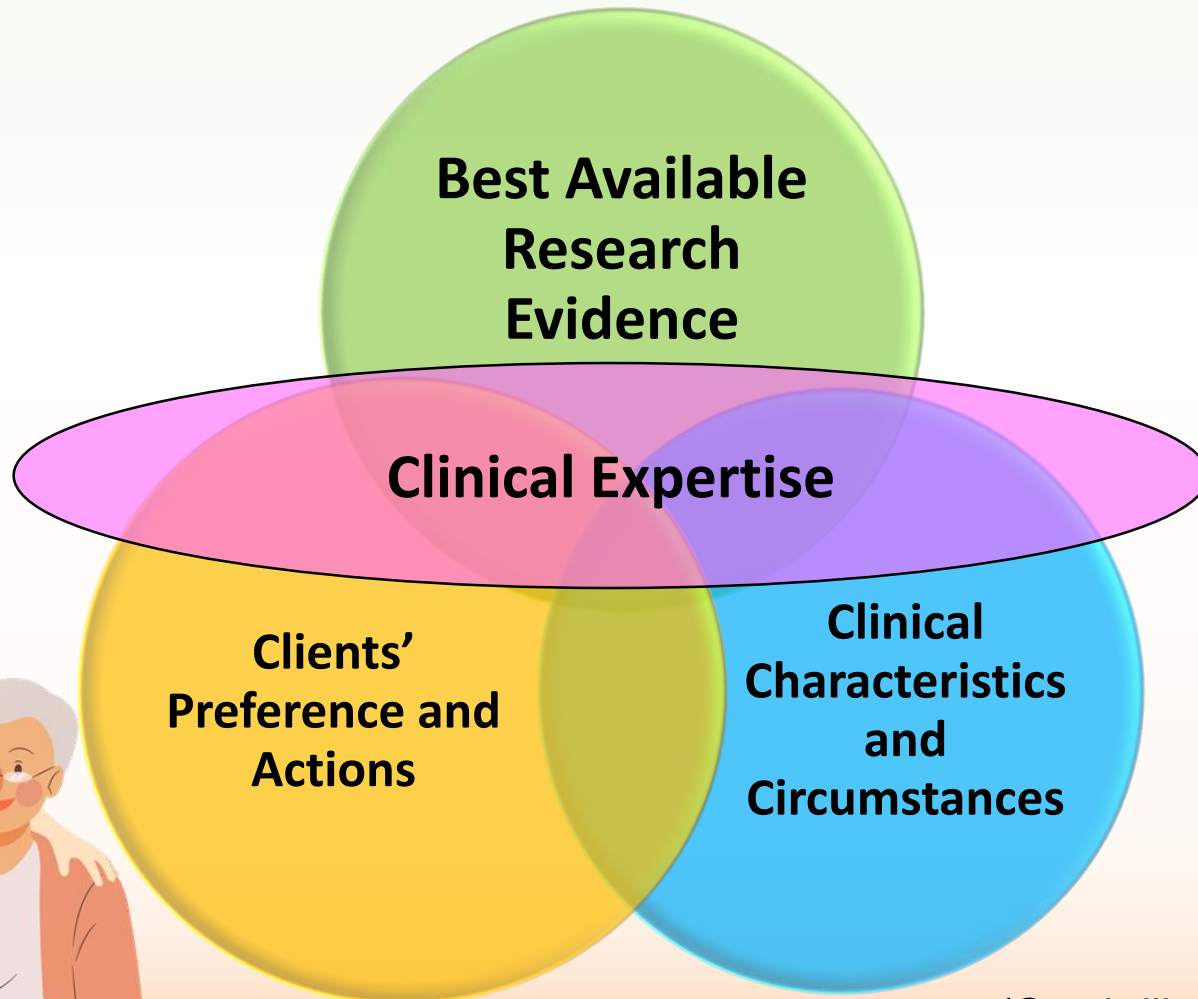 Best Available
Research
Evidence
Clinical Expertise
Clients’
Preference and
Actions
Clinical
Characteristics
and
Circumstances